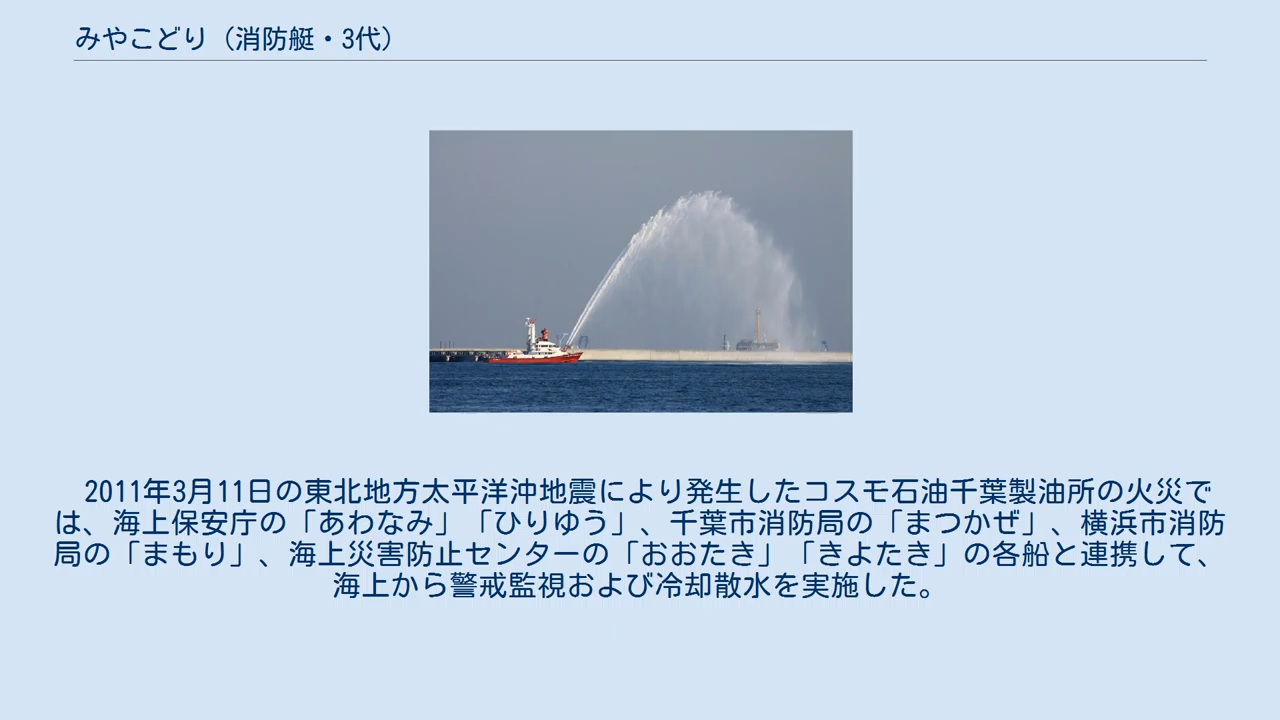 みやこどり（消防艇・3代）
2011年3月11日の東北地方太平洋沖地震により発生したコスモ石油千葉製油所の火災で
は、海上保安庁の「あわなみ」「ひりゆう」、千葉市消防局の「まつかぜ」、横浜市消防
局の「まもり」、海上災害防止センターの「おおたき」「きよたき」の各船と連携して、
海上から警戒監視および冷却散水を実施した。